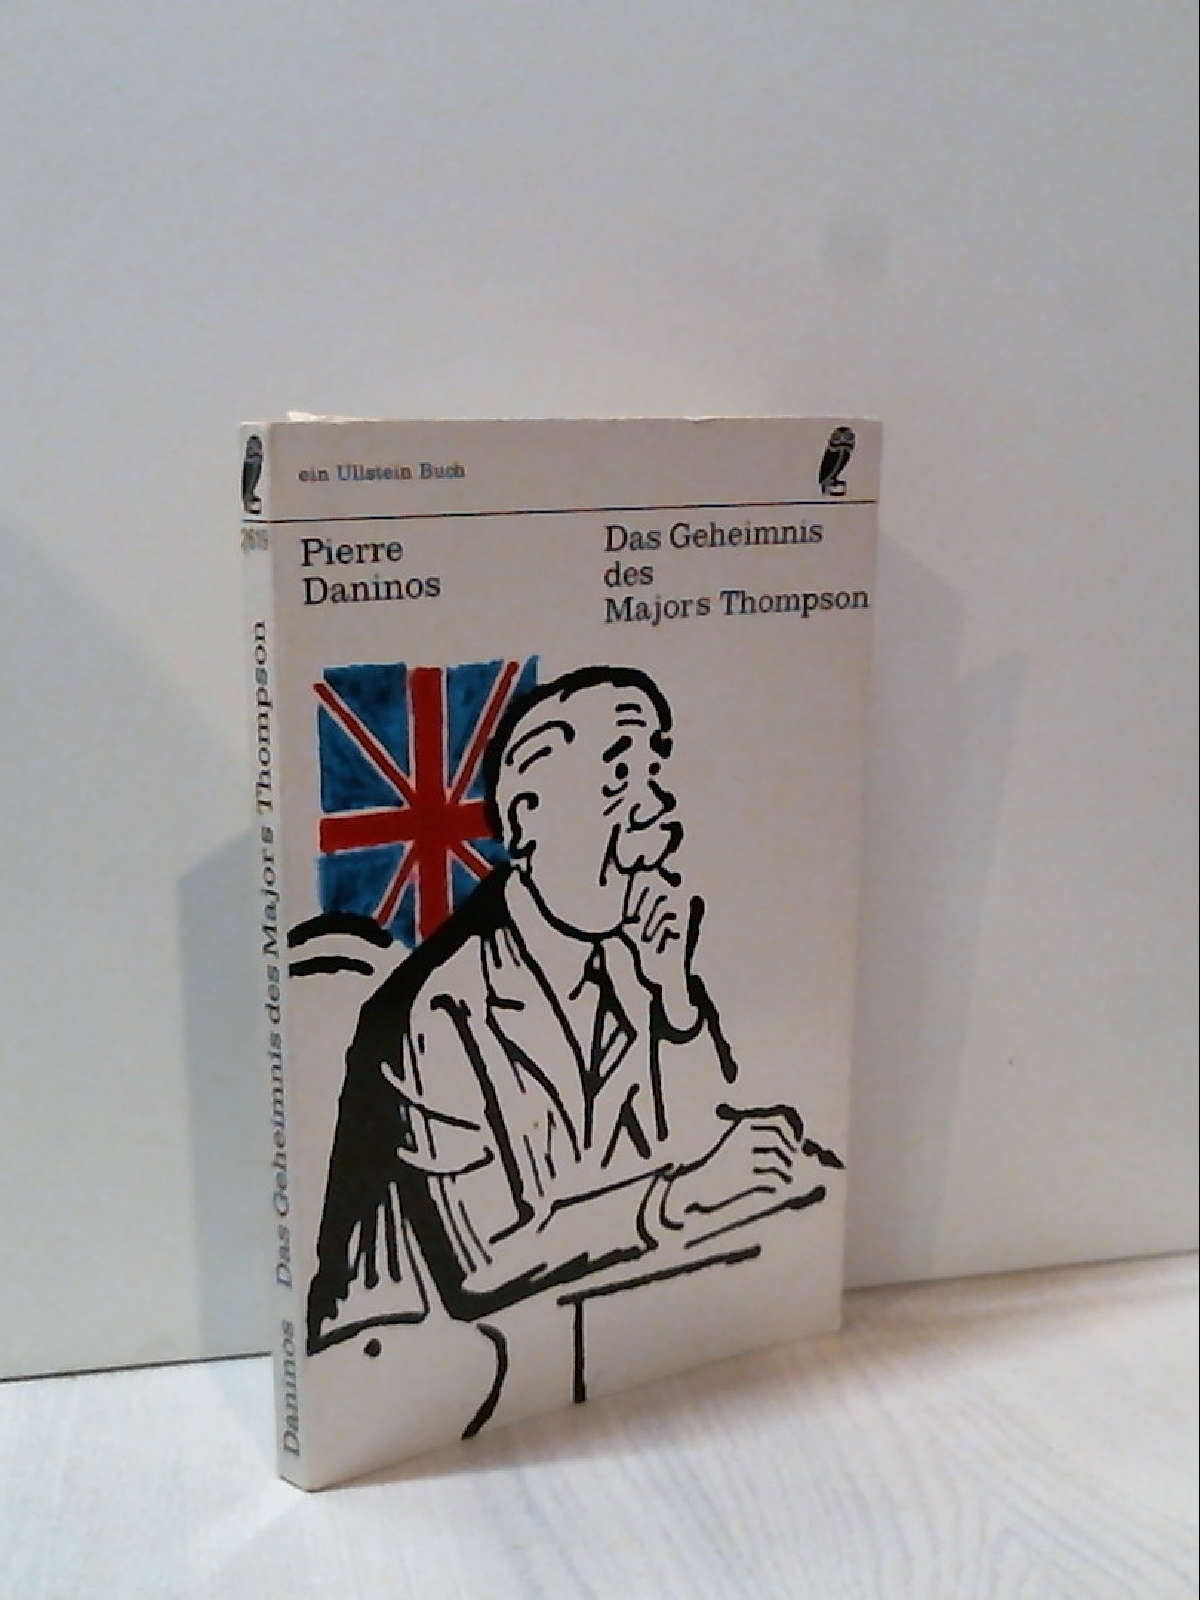 ein Ullstein Buch
Pierre
Daninos
Das Geheimnis
des
Majors Thompson
Daninos Das Geheimnis des Majors Thompson